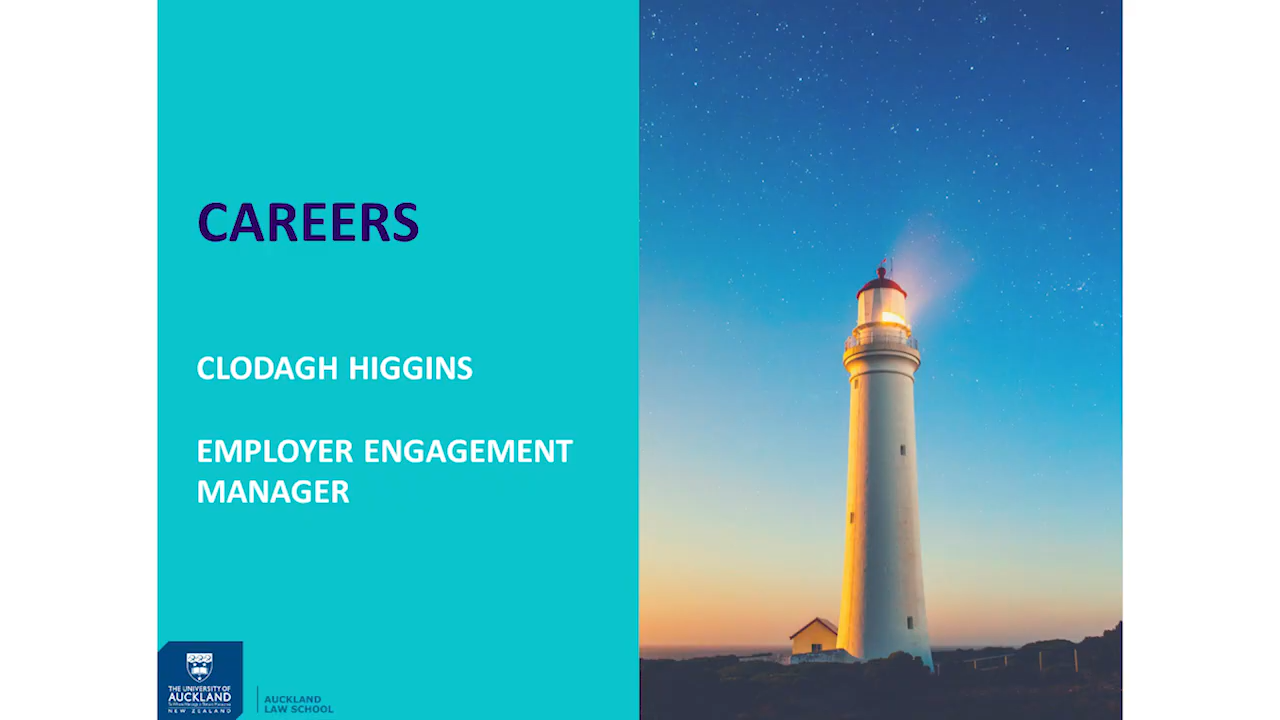 CAREERS
CLODAGH HIGGINS
EMPLOYER ENGAGEMENT
MANAGER
THE UNIVERSITY OF
AUCKLAND
NEW ZEALAND
AUCKLAND
LAW SCHOOL